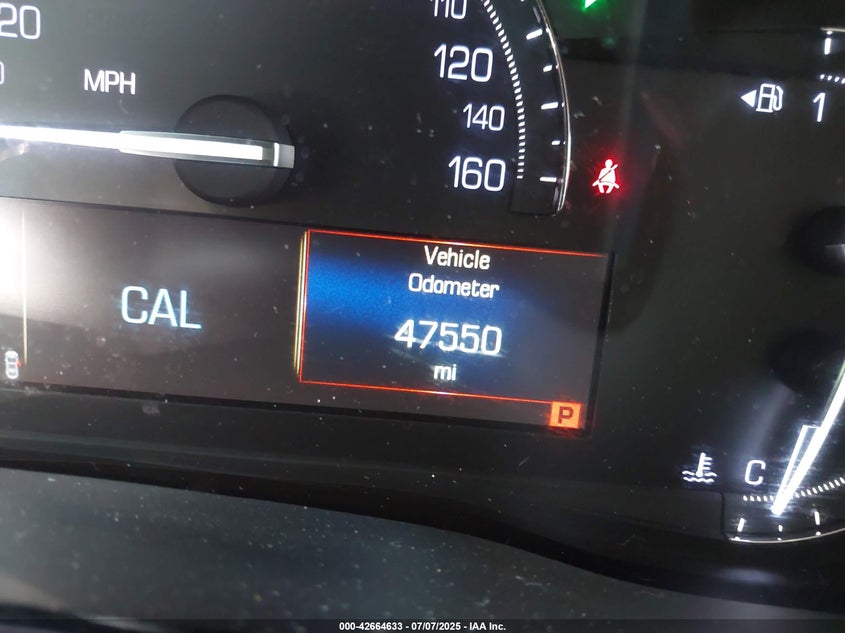 20
110
0
MPH
120
140
160
1
Vehicle
Odometer
CAL
47550
mi
P
C
000-42664633 / 07/07/2025 - IAA Inc.